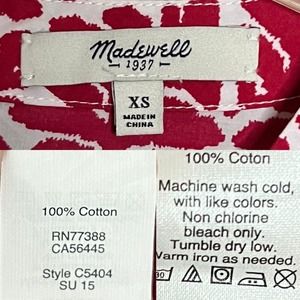 Madewell
1937
XS
MADE IN
CHINA
100% Cotton
RN77388
CA56445
Style C5404
SU 15
100% Coton
Machine wash cold,
with like colors.
Non chlorine
bleach only.
Tumble dry low.
Warm iron as needed.